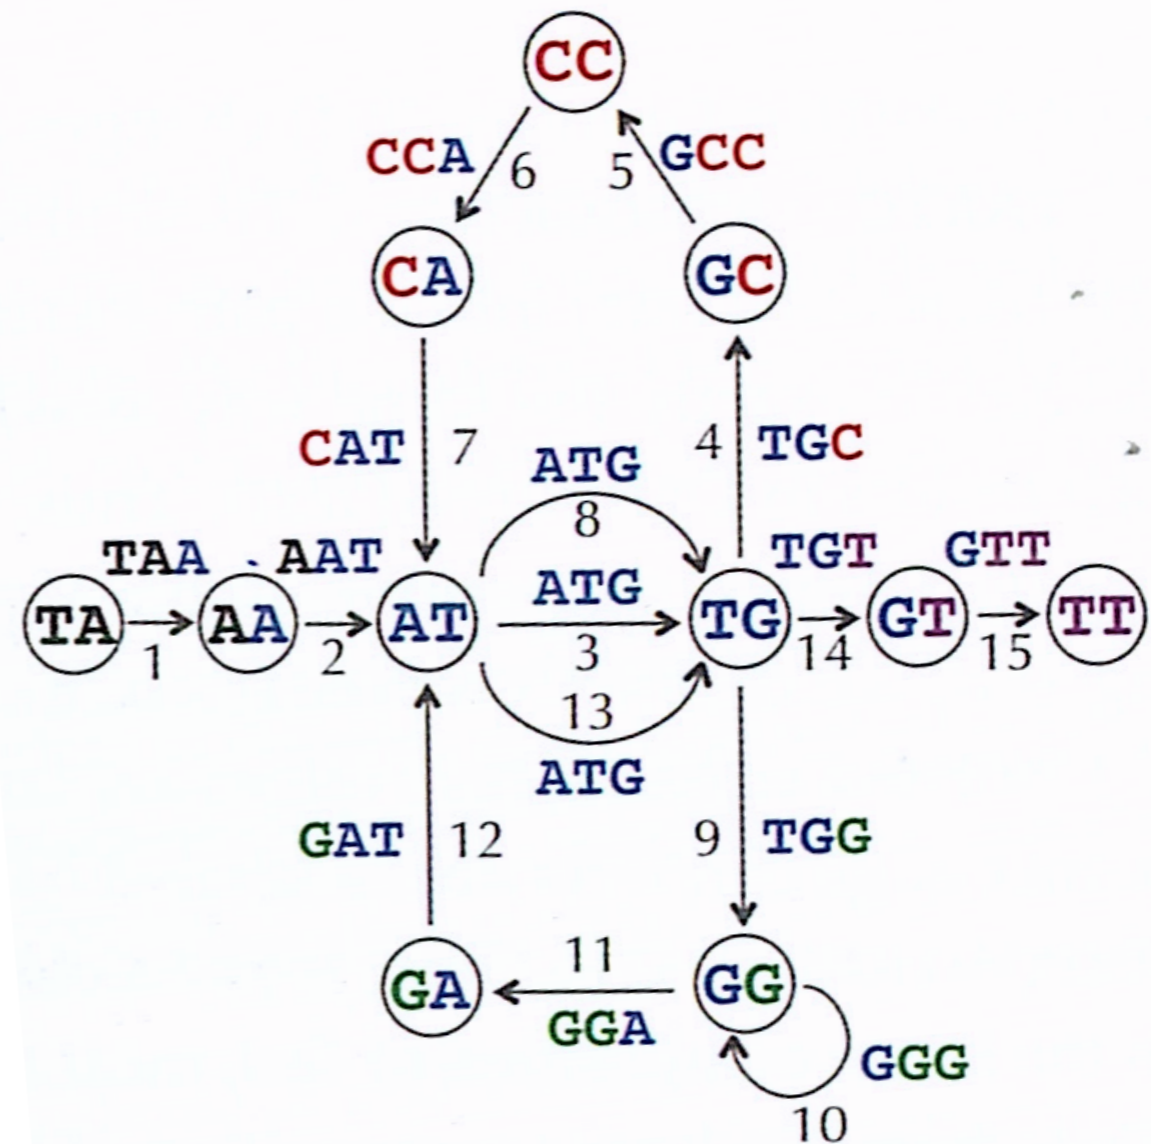 CC
CCA 6 5 GCC
CA GC
CAT 7 ATG 4 TGC
8
TAA AAT ATG TGT GTT
TA AA AT TG GT TT
1 2 3 14 15
13
ATG
GAT 12 9 TGG
11
GA GG
GGA GGG
10